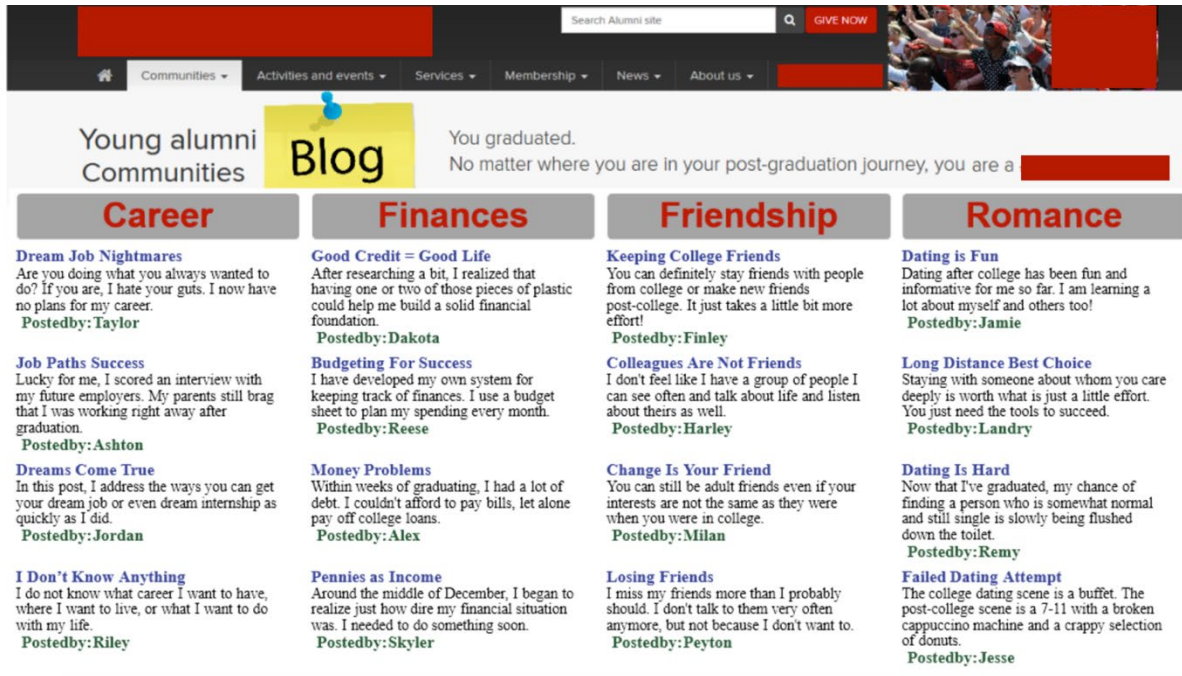 Search Alumni site
GIVE NOW
Communities
Activities and events
Services
Membership
News
About us
Young alumni
Communities
Blog
You graduated.
No matter where you are in your post-graduation journey, you are a
Career
Dream Job Nightmares
Are you doing what you always wanted to
do? If you are, I hate your guts. I now have
no plans for my career.
Postedby:Taylor
Job Paths Success
Lucky for me, I scored an interview with
my future employers. My parents still brag
that I was working right away after
graduation.
Postedby:Ashton
Dreams Come True
In this post, I address the ways you can get
your dream job or even dream internship as
quickly as I did.
Postedby:Jordan
I Don't Know Anything
I do not know what career I want to have,
where I want to live, or what I want to do
with my life.
Postedby:Riley
Finances
Good Credit = Good Life
After researching a bit, I realized that
having one or two of those pieces of plastic
could help me build a solid financial
foundation.
Postedby:Dakota
Budgeting For Success
I have developed my own system for
keeping track of finances. I use a budget
sheet to plan my spending every month.
Postedby:Reese
Money Problems
Within weeks of graduating, I had a lot of
debt. I couldn't afford to pay bills, let alone
pay off college loans.
Postedby:Alex
Pennies as Income
Around the middle of December, I began to
realize just how dire my financial situation
was. I needed to do something soon.
Postedby:Skyler
Friendship
Keeping College Friends
You can definitely stay friends with people
from college or make new friends
post-college. It just takes a little bit more
effort!
Postedby:Finley
Colleagues Are Not Friends
I don't feel like I have a group of people I
can see often and talk about life and listen
about theirs as well.
Postedby:Harley
Change Is Your Friend
You can still be adult friends even if your
interests are not the same as they were
when you were in college.
Postedby:Milan
Losing Friends
I miss my friends more than I probably
should. I don't talk to them very often
anymore, but not because I don't want to.
Postedby:Peyton
Romance
Dating is Fun
Dating after college has been fun and
informative for me so far. I am learning a
lot about myself and others too!
Postedby:Jamie
Long Distance Best Choice
Staying with someone about whom you care
deeply is worth what is just a little effort.
You just need the tools to succeed.
Postedby:Landry
Dating Is Hard
Now that I've graduated, my chance of
finding a person who is somewhat normal
and still single is slowly being flushed
down the toilet.
Postedby:Remy
Failed Dating Attempt
The college dating scene is a buffet. The
post-college scene is a 7-11 with a broken
cappuccino machine and a crappy selection
of donuts.
Postedby:Jesse